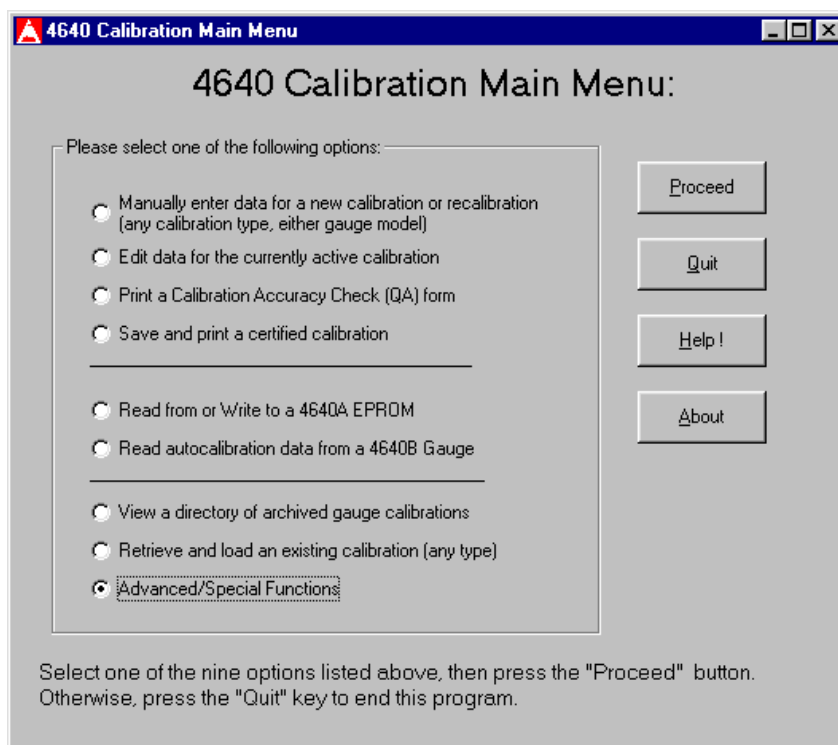 4640 Calibration Main Menu
4640 Calibration Main Menu:
Please select one of the following options:
Manually enter data for a new calibration or recalibration
(any calibration type, either gauge model)
Edit data for the currently active calibration
Print a Calibration Accuracy Check (QA) form
Save and print a certified calibration
Read from or Write to a 4640A EPROM
Read autocalibration data from a 4640B Gauge
View a directory of archived gauge calibrations
Retrieve and load an existing calibration (any type)
Advanced/Special Functions
Proceed
Quit
Help !
About
Select one of the nine options listed above, then press the "Proceed" button.
Otherwise, press the "Quit" key to end this program.